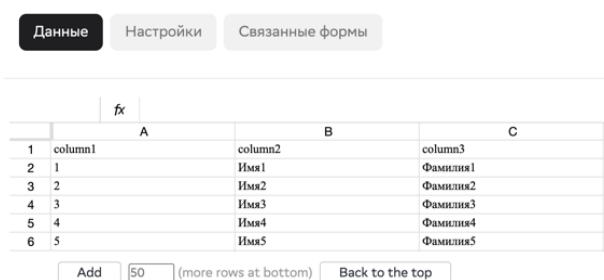 Данные Настройки Связанные формы
fx
A B C
1 column1 column2 column3
2 1 Имя1 Фамилия1
3 2 Имя2 Фамилия2
4 3 Имя3 Фамилия3
5 4 Имя4 Фамилия4
6 5 Имя5 Фамилия5
Add 50 (more rows at bottom) Back to the top